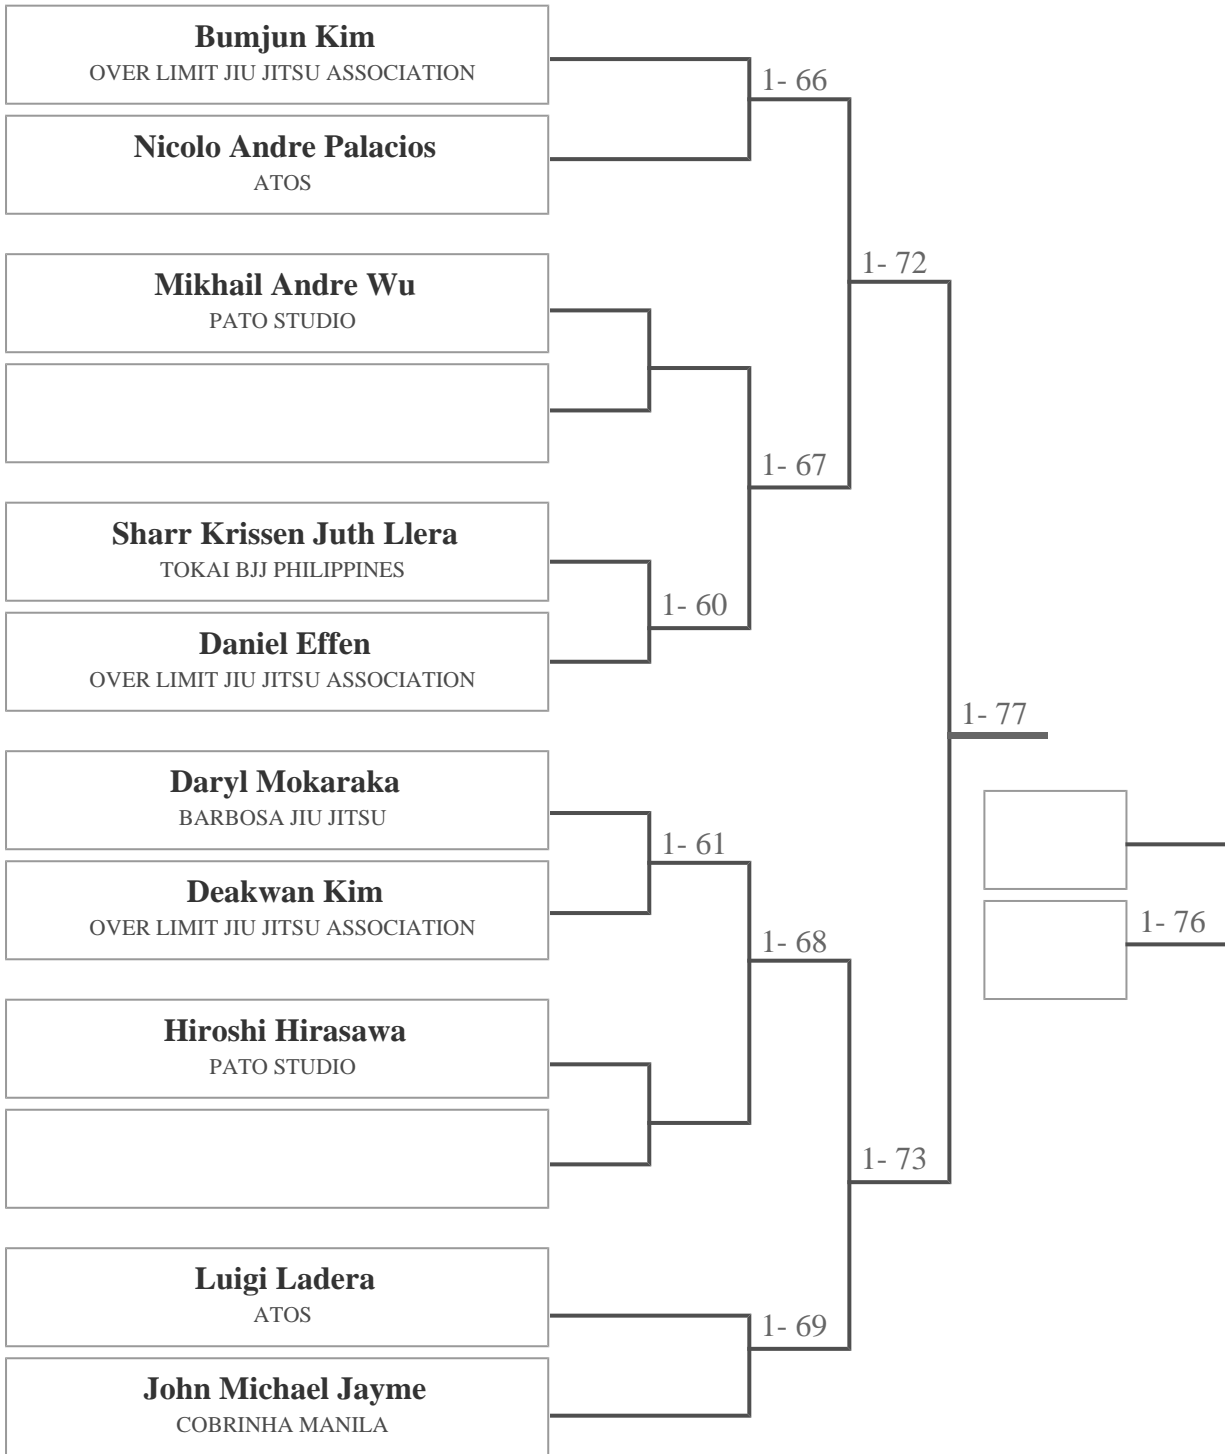 Bumjun Kim
OVER LIMIT JIU JITSU ASSOCIATION
1- 66
Nicolo Andre Palacios
ATOS
1- 72
Mikhail Andre Wu
PATO STUDIO
1- 67
Sharr Krissen Juth Llera
TOKAI BJJ PHILIPPINES
1- 60
Daniel Effen
OVER LIMIT JIU JITSU ASSOCIATION
1- 77
Daryl Mokaraka
BARBOSA JIU JITSU
1- 61
Deakwan Kim
OVER LIMIT JIU JITSU ASSOCIATION
1- 76
1- 68
Hiroshi Hirasawa
PATO STUDIO
1- 73
Luigi Ladera
ATOS
1- 69
John Michael Jayme
COBRINHA MANILA